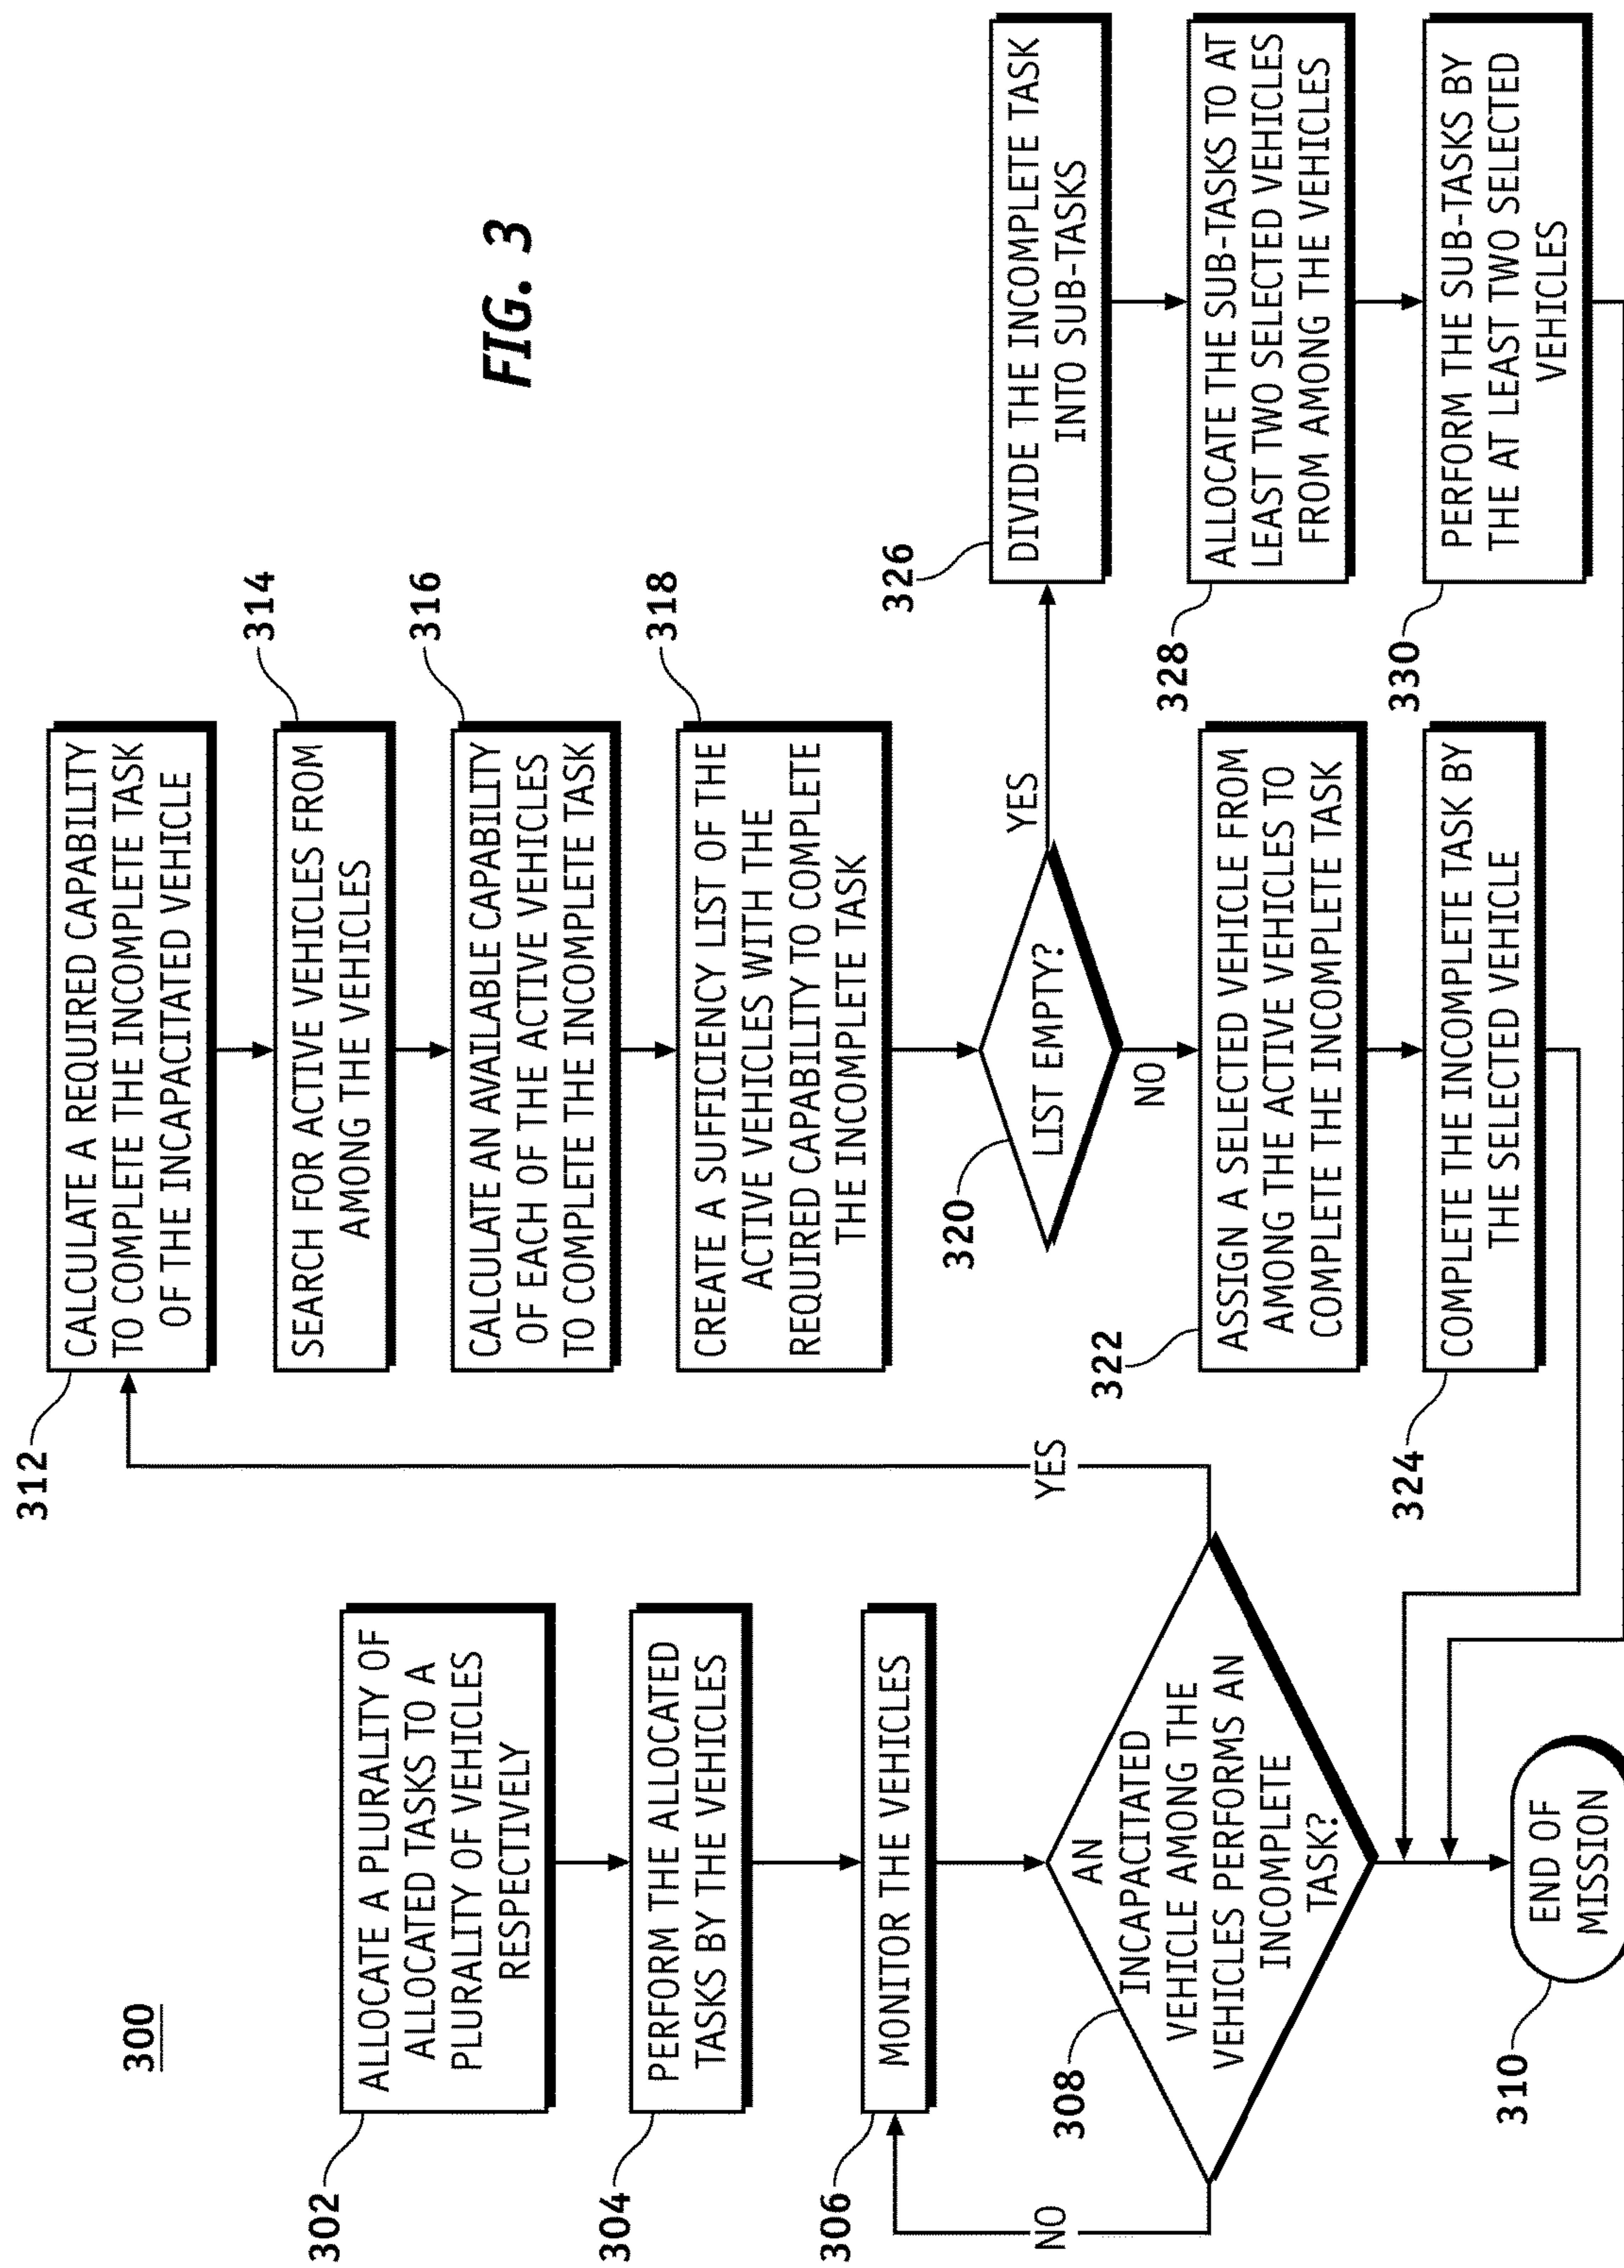 300
302
ALLOCATE A PLURALITY OF
ALLOCATED TASKS TO A
PLURALITY OF VEHICLES
RESPECTIVELY
304
PERFORM THE ALLOCATED
TASKS BY THE VEHICLES
306
MONITOR THE VEHICLES
308
AN
INCAPACITATED
VEHICLE AMONG THE
VEHICLES PERFORMS AN
INCOMPLETE
TASK?
NO
YES
310
END OF
MISSION
312
CALCULATE A REQUIRED CAPABILITY
TO COMPLETE THE INCOMPLETE TASK
OF THE INCAPACITATED VEHICLE
314
SEARCH FOR ACTIVE VEHICLES FROM
AMONG THE VEHICLES
316
CALCULATE AN AVAILABLE CAPABILITY
OF EACH OF THE ACTIVE VEHICLES
TO COMPLETE THE INCOMPLETE TASK
318
CREATE A SUFFICIENCY LIST OF THE
ACTIVE VEHICLES WITH THE
REQUIRED CAPABILITY TO COMPLETE
THE INCOMPLETE TASK
320
LIST EMPTY?
YES
NO
322
ASSIGN A SELECTED VEHICLE FROM
AMONG THE ACTIVE VEHICLES TO
COMPLETE THE INCOMPLETE TASK
324
COMPLETE THE INCOMPLETE TASK BY
THE SELECTED VEHICLE
326
DIVIDE THE INCOMPLETE TASK
INTO SUB-TASKS
328
ALLOCATE THE SUB-TASKS TO AT
LEAST TWO SELECTED VEHICLES
FROM AMONG THE VEHICLES
330
PERFORM THE SUB-TASKS BY
THE AT LEAST TWO SELECTED
VEHICLES
FIG. 3